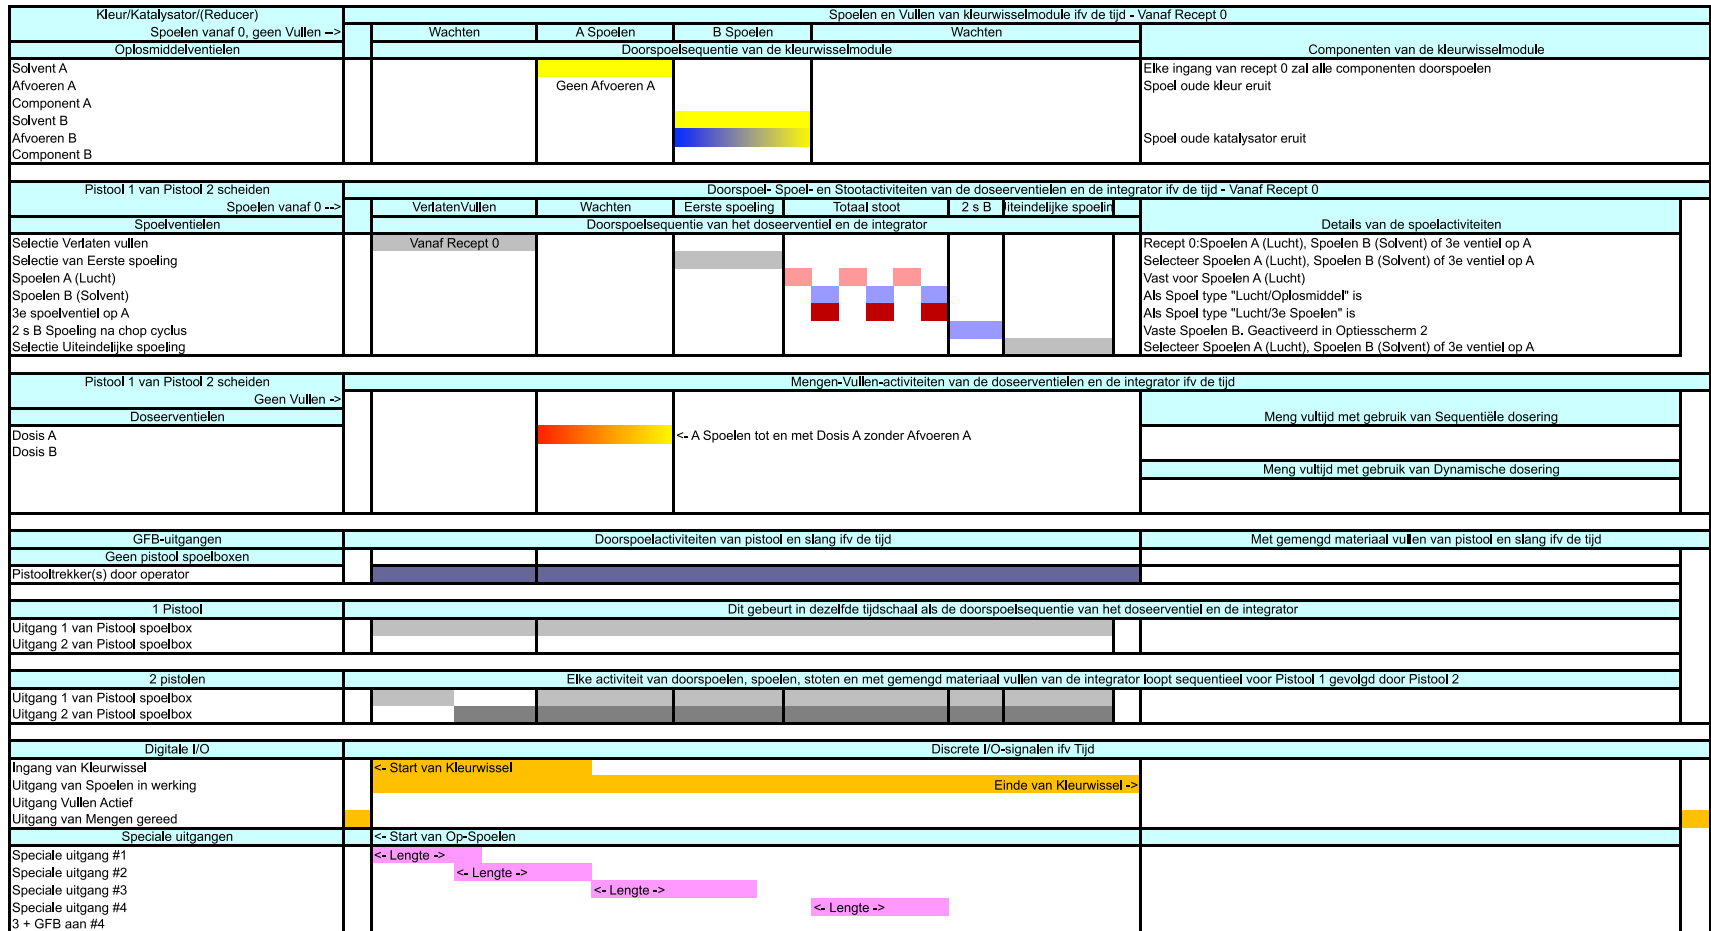 Kleur/Katalysator/(Reducer)
Spoelen en Vullen van kleurwisselmodule ifv de tijd - Vanaf Recept 0
Spoelen vanaf 0, geen Vullen -->
Wachten
A Spoelen
B Spoelen
Wachten
Oplosmiddelventielen
Doorspoelsequentie van de kleurwisselmodule
Componenten van de kleurwisselmodule
Solvent A
Elke ingang van recept 0 zal alle componenten doorspoelen
Afvoeren A
Geen Afvoeren A
Spoel oude kleur eruit
Component A
Solvent B
Afvoeren B
Spoel oude katalysator eruit
Component B
Pistool 1 van Pistool 2 scheiden
Doorspoel- Spoel- en Stootactiviteiten van de doseerventielen en de integrator ifv de tijd - Vanaf Recept 0
Spoelen vanaf 0 -->
VerlatenVullen
Wachten
Eerste spoeling
Totaal stoot
2 s B
Jiteindelijke spoelin
Spoelventielen
Doorspoelsequentie van het doseerventiel en de integrator
Details van de spoelactiviteiten
Selectie Verlaten vullen
Vanaf Recept 0
Recept 0:Spoelen A (Lucht), Spoelen B (Solvent) of 3e ventiel op A
Selectie van Eerste spoeling
Selecteer Spoelen A (Lucht), Spoelen B (Solvent) of 3e ventiel op A
Spoelen A (Lucht)
Vast voor Spoelen A (Lucht)
Spoelen B (Solvent)
Als Spoel type "Lucht/Oplosmiddel" is
3e spoelventiel op A
Als Spoel type "Lucht/3e Spoelen" is
2 s B Spoeling na chop cyclus
Vaste Spoelen B. Geactiveerd in Optiesscherm 2
Selectie Uiteindelijke spoeling
Selecteer Spoelen A (Lucht), Spoelen B (Solvent) of 3e ventiel op A
Pistool 1 van Pistool 2 scheiden
Mengen-Vullen-activiteiten van de doseerventielen en de integrator ifv de tijd
Geen Vullen ->
Doseerventielen
Meng vultijd met gebruik van Sequentiële dosering
Dosis A
<- A Spoelen tot en met Dosis A zonder Afvoeren A
Dosis B
Meng vultijd met gebruik van Dynamische dosering
GFB-uitgangen
Doorspoelactiviteiten van pistool en slang ifv de tijd
Met gemengd materiaal vullen van pistool en slang ifv de tijd
Geen pistool spoelboxen
Pistooltrekker(s) door operator
1 Pistool
Dit gebeurt in dezelfde tijdschaal als de doorspoelsequentie van het doseerventiel en de integrator
Uitgang 1 van Pistool spoelbox
Uitgang 2 van Pistool spoelbox
2 pistolen
Elke activiteit van doorspoelen, spoelen, stoten en met gemengd materiaal vullen van de integrator loopt sequentieel voor Pistool 1 gevolgd door Pistool 2
Uitgang 1 van Pistool spoelbox
Uitgang 2 van Pistool spoelbox
Digitale I/O
Discrete I/O-signalen ifv Tijd
Ingang van Kleurwissel
<- Start van Kleurwissel
Uitgang van Spoelen in werking
Einde van Kleurwissel ->
Uitgang Vullen Actief
Uitgang van Mengen gereed
Speciale uitgangen
<- Start van Op-Spoelen
Speciale uitgang #1
<- Lengte ->
Speciale uitgang #2
<- Lengte ->
Speciale uitgang #3
<- Lengte ->
Speciale uitgang #4
<- Lengte ->
3 + GFB aan #4